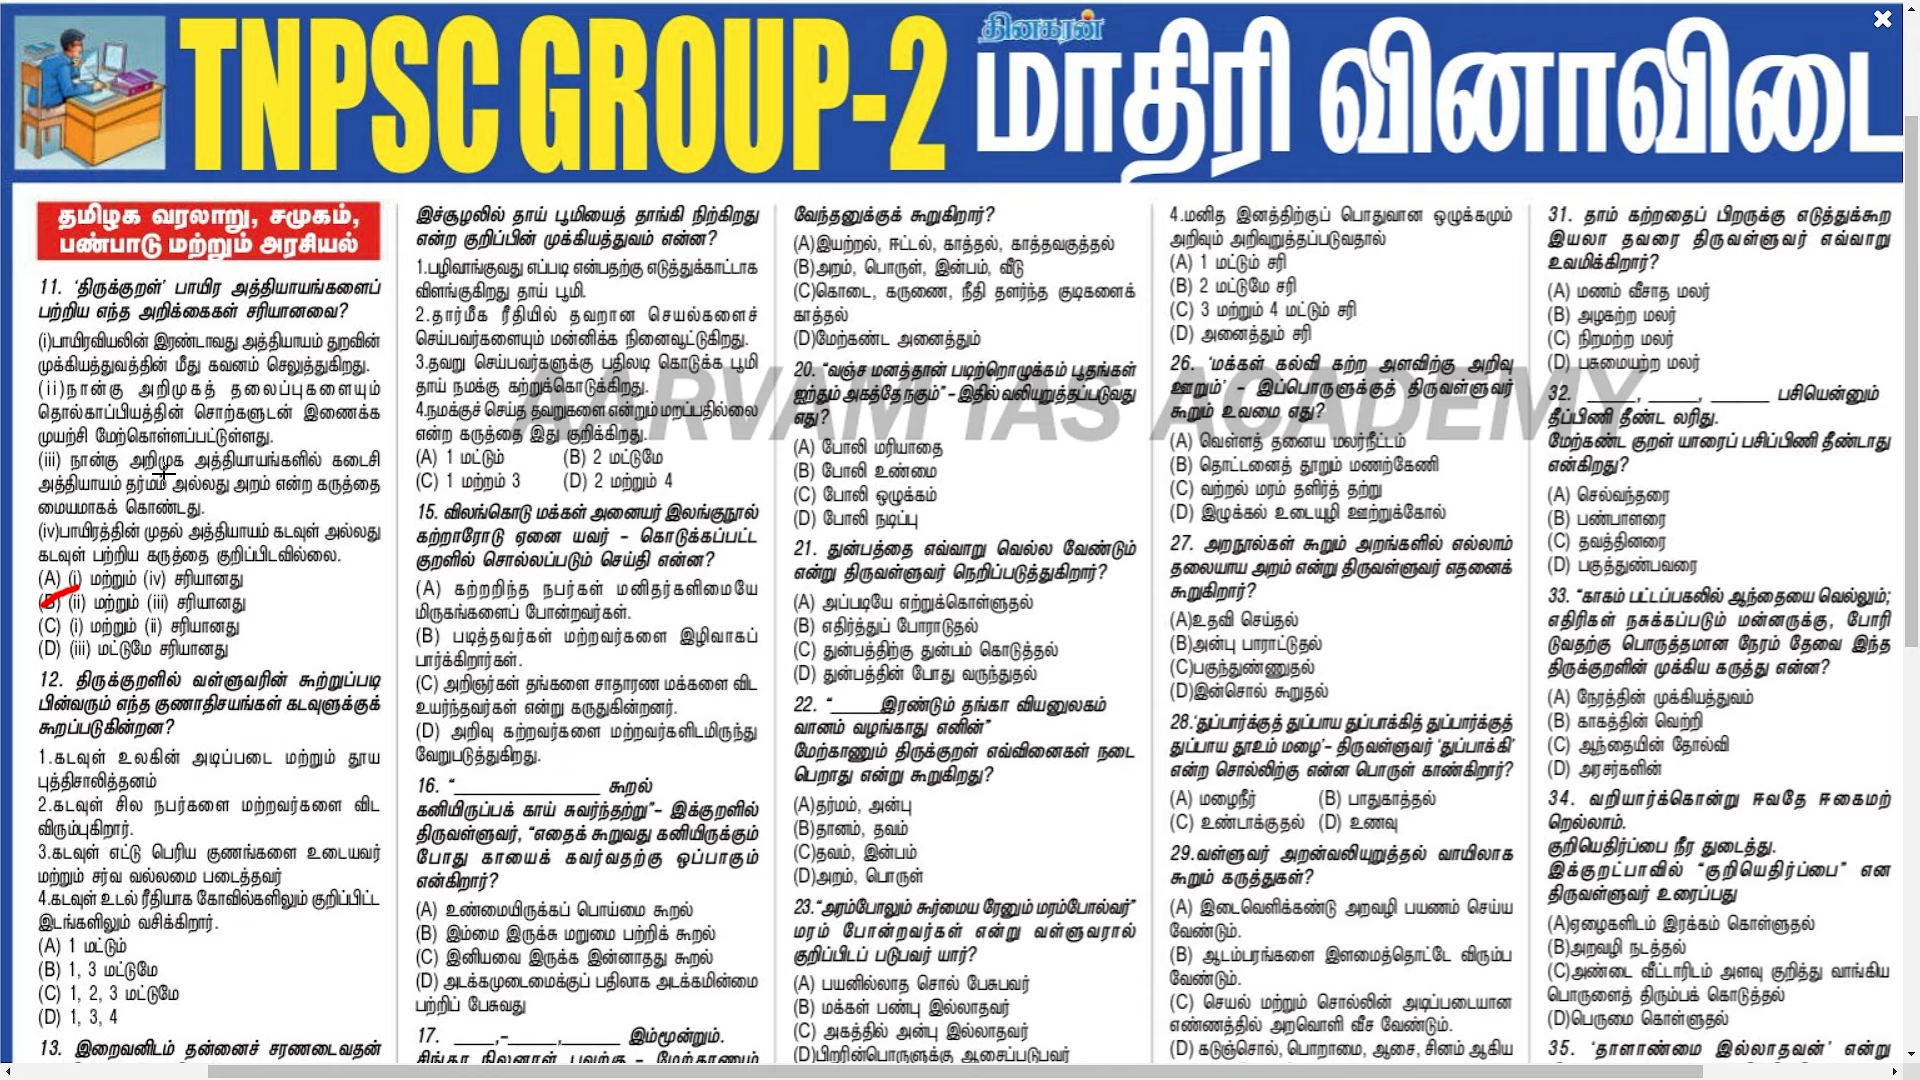 TNPSC GROUP-2
தினகரன்
மாதிரி வினாவிடை
AARVAM IAS ACADEMY
தமிழக வரலாறு, சமூகம்,
பண்பாடு மற்றும் அரசியல்
11. 'திருக்குறள்' பாயிர அத்தியாயங்களைப்
பற்றிய எந்த அறிக்கைகள் சரியானவை?
(i)பாயிரவியலின் இரண்டாவது அத்தியாயம் துறவின்
முக்கியத்துவத்தின் மீது கவனம் செலுத்துகிறது.
(ii)நான்கு அறிமுகத் தலைப்புகளையும்
தொல்காப்பியத்தின் சொற்களுடன் இணைக்க
முயற்சி மேற்கொள்ளப்பட்டுள்ளது.
(iii) நான்கு அறிமுக அத்தியாயங்களில் கடைசி
அத்தியாயம் தர்மம் அல்லது அறம் என்ற கருத்தை
மையமாகக் கொண்டது.
(iv)பாயிரத்தின் முதல் அத்தியாயம் கடவுள் அல்லது
கடவுள் பற்றிய கருத்தை குறிப்பிடவில்லை.
(A) (i) மற்றும் (iv) சரியானது
(B) (ii) மற்றும் (iii) சரியானது
(C) (i) மற்றும் (ii) சரியானது
(D) (iii) மட்டுமே சரியானது
12. திருக்குறளில் வள்ளுவரின் கூற்றுப்படி
பின்வரும் எந்த குணாதிசயங்கள் கடவுளுக்குக்
கூறப்படுகின்றன?
1.கடவுள் உலகின் அடிப்படை மற்றும் தூய
புத்திசாலித்தனம்
2.கடவுள் சில நபர்களை மற்றவர்களை விட
விரும்புகிறார்.
3.கடவுள் எட்டு பெரிய குணங்களை உடையவர்
மற்றும் சர்வ வல்லமை படைத்தவர்
4.கடவுள் உடல் ரீதியாக கோவில்களிலும் குறிப்பிட்ட
இடங்களிலும் வசிக்கிறார்.
(A) 1 மட்டும்
(B) 1, 3 மட்டுமே
(C) 1, 2, 3 மட்டுமே
(D) 1, 3, 4
13. இறைவனிடம் தன்னைச் சரணடைவதன்
இச்சூழலில் தாய் பூமியைத் தாங்கி நிற்கிறது
என்ற குறிப்பின் முக்கியத்துவம் என்ன?
1.பழிவாங்குவது எப்படி என்பதற்கு எடுத்துக்காட்டாக
விளங்குகிறது தாய் பூமி.
2.தார்மீக ரீதியில் தவறான செயல்களைச்
செய்பவர்களையும் மன்னிக்க நினைவூட்டுகிறது.
3.தவறு செய்பவர்களுக்கு பதிலடி கொடுக்க பூமி
தாய் நமக்கு கற்றுக்கொடுக்கிறது.
4.நமக்குச் செய்த தவறுகளை என்றும் மறப்பதில்லை
என்ற கருத்தை இது குறிக்கிறது.
(A) 1 மட்டும் (B) 2 மட்டுமே
(C) 1 மற்றம் 3 (D) 2 மற்றும் 4
15. விலங்கொடு மக்கள் அனையர் இலங்குநூல்
கற்றாரோடு ஏனை யவர் – கொடுக்கப்பட்ட
குறளில் சொல்லப்படும் செய்தி என்ன?
(A) கற்றறிந்த நபர்கள் மனிதர்களிமையே
மிருகங்களைப் போன்றவர்கள்.
(B) படித்தவர்கள் மற்றவர்களை இழிவாகப்
பார்க்கிறார்கள்.
(C) அறிஞர்கள் தங்களை சாதாரண மக்களை விட
உயர்ந்தவர்கள் என்று கருதுகின்றனர்.
(D) அறிவு கற்றவர்களை மற்றவர்களிடமிருந்து
வேறுபடுத்துகிறது.
16. “______________ கூறல்
கனியிருப்பக் காய் சுவர்ந்தற்று”– இக்குறளில்
திருவள்ளுவர், “எதைக் கூறுவது கனியிருக்கும்
போது காயைக் கவர்வதற்கு ஒப்பாகும்
என்கிறார்?
(A) உண்மையிருக்கப் பொய்மை கூறல்
(B) இம்மை இருக்சு மறுமை பற்றிக் கூறல்
(C) இனியவை இருக்க இன்னாதது கூறல்
(D) அடக்கமுடைமைக்குப் பதிலாக அடக்கமின்மை
பற்றிப் பேசுவது
17. ____,–_____,______ இம்மூன்றும்.
வேந்தனுக்குக் கூறுகிறார்?
(A)இயற்றல், ஈட்டல், காத்தல், காத்தவகுத்தல்
(B)அறம், பொருள், இன்பம், வீடு
(C)கொடை, கருணை, நீதி தளர்ந்த குடிகளைக்
காத்தல்
(D)மேற்கண்ட அனைத்தும்
20. “வஞ்ச மனத்தான் படிற்றொழுக்கம் பூதங்கள்
ஐந்தும் அகத்தே நகும்” – இதில் வலியுறுத்தப்படுவது
எது?
(A) போலி மரியாதை
(B) போலி உண்மை
(C) போலி ஒழுக்கம்
(D) போலி நடிப்பு
21. துன்பத்தை எவ்வாறு வெல்ல வேண்டும்
என்று திருவள்ளுவர் நெறிப்படுத்துகிறார்?
(A) அப்படியே எற்றுக்கொள்ளுதல்
(B) எதிர்த்துப் போராடுதல்
(C) துன்பத்திற்கு துன்பம் கொடுத்தல்
(D) துன்பத்தின் போது வருந்துதல்
22. “_____இரண்டும் தங்கா வியனுலகம்
வானம் வழங்காது எனின்”
மேற்காணும் திருக்குறள் எவ்வினைகள் நடை
பெறாது என்று கூறுகிறது?
(A)தர்மம், அன்பு
(B)தானம், தவம்
(C)தவம், இன்பம்
(D)அறம், பொருள்
23.“அரம்போலும் கூர்மைய ரேனும் மரம்போல்வர்”
மரம் போன்றவர்கள் என்று வள்ளுவரால்
குறிப்பிடப் படுபவர் யார்?
(A) பயனில்லாத சொல் பேசுபவர்
(B) மக்கள் பண்பு இல்லாதவர்
(C) அகத்தில் அன்பு இல்லாதவர்
(D)பிறரின்பொருளுக்கு ஆசைப்படுபவர்
4.மனித இனத்திற்குப் பொதுவான ஒழுக்கமும்
அறிவும் அறிவுறுத்தப்படுவதால்
(A) 1 மட்டும் சரி
(B) 2 மட்டுமே சரி
(C) 3 மற்றும் 4 மட்டும் சரி
(D) அனைத்தும் சரி
26. 'மக்கள் கல்வி கற்ற அளவிற்கு அறிவு
ஊறும்' – இப்பொருளுக்குத் திருவள்ளுவர்
கூறும் உவமை எது?
(A) வெள்ளத் தனைய மலர்நீட்டம்
(B) தொட்டனைத் தூறும் மணற்கேணி
(C) வற்றல் மரம் தளிர்த் தற்று
(D) இழுக்கல் உடையுழி ஊற்றுக்கோல்
27. அறநூல்கள் கூறும் அறங்களில் எல்லாம்
தலையாய அறம் என்று திருவள்ளுவர் எதனைக்
கூறுகிறார்?
(A)உதவி செய்தல்
(B)அன்பு பாராட்டுதல்
(C)பகுந்துண்ணுதல்
(D)இன்சொல் கூறுதல்
28.'துப்பார்க்குத் துப்பாய துப்பாக்கித் துப்பார்க்குத்
துப்பாய தூஉம் மழை'– திருவள்ளுவர் 'துப்பாக்கி'
என்ற சொல்லிற்கு என்ன பொருள் காண்கிறார்?
(A) மழைநீர் (B) பாதுகாத்தல்
(C) உண்டாக்குதல் (D) உணவு
29.வள்ளுவர் அறன்வலியுறுத்தல் வாயிலாக
கூறும் கருத்துகள்?
(A) இடைவெளிக்கண்டு அறவழி பயணம் செய்ய
வேண்டும்.
(B) ஆடம்பரங்களை இளமைத்தொட்டே விரும்ப
வேண்டும்.
(C) செயல் மற்றும் சொல்லின் அடிப்படையான
எண்ணத்தில் அறவொளி வீச வேண்டும்.
(D) கடுஞ்சொல், பொறாமை, ஆசை, சினம் ஆகிய
31. தாம் கற்றதைப் பிறருக்கு எடுத்துக்கூற
இயலா தவரை திருவள்ளுவர் எவ்வாறு
உவமிக்கிறார்?
(A) மணம் வீசாத மலர்
(B) அழகற்ற மலர்
(C) நிறமற்ற மலர்
(D) பசுமையற்ற மலர்
32. _____, _____, ______ பசியென்னும்
தீப்பிணி தீண்ட லரிது.
மேற்கண்ட குறள் யாரைப் பசிப்பிணி தீண்டாது
என்கிறது?
(A) செல்வந்தரை
(B) பண்பாளரை
(C) தவத்தினரை
(D) பகுத்துண்பவரை
33. “காகம் பட்டப்பகலில் ஆந்தையை வெல்லும்;
எதிரிகள் நசுக்கப்படும் மன்னருக்கு, போரி
டுவதற்கு பொருத்தமான நேரம் தேவை இந்த
திருக்குறளின் முக்கிய கருத்து என்ன?
(A) நேரத்தின் முக்கியத்துவம்
(B) காகத்தின் வெற்றி
(C) ஆந்தையின் தோல்வி
(D) அரசர்களின்
34. வறியார்க்கொன்று ஈவதே ஈகைமற்
றெல்லாம்.
குறியெதிர்ப்பை நீர துடைத்து.
இக்குறட்பாவில் “குறியெதிர்ப்பை” என
திருவள்ளுவர் உரைப்பது
(A)ஏழைகளிடம் இரக்கம் கொள்ளுதல்
(B)அறவழி நடத்தல்
(C)அண்டை வீட்டாரிடம் அளவு குறித்து வாங்கிய
பொருளைத் திரும்பக் கொடுத்தல்
(D)பெருமை கொள்ளுதல்
35. 'தாளாண்மை இல்லாதவன்' என்று